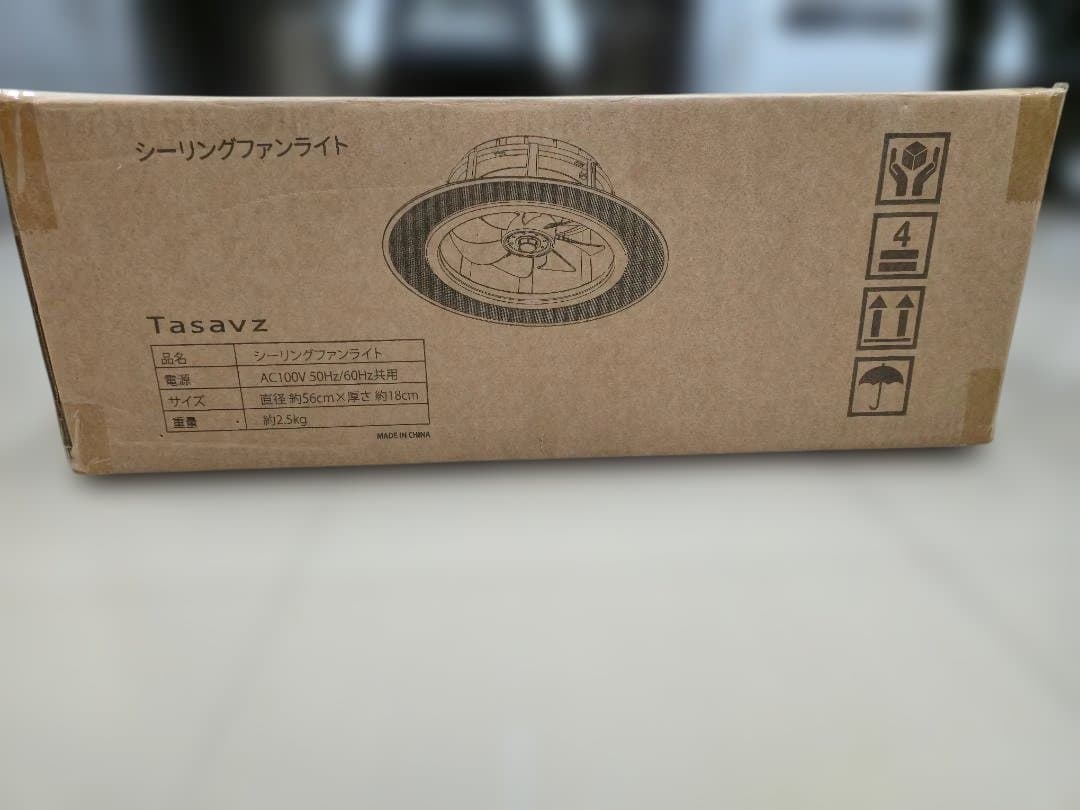 シーリングファンライト
4
Tasavz
品名 シーリングファンライト
電源 AC100V 50Hz/60Hz共用
サイズ 直径 約56cm×厚さ 約18cm
重量 約2.5kg
MADE IN CHINA